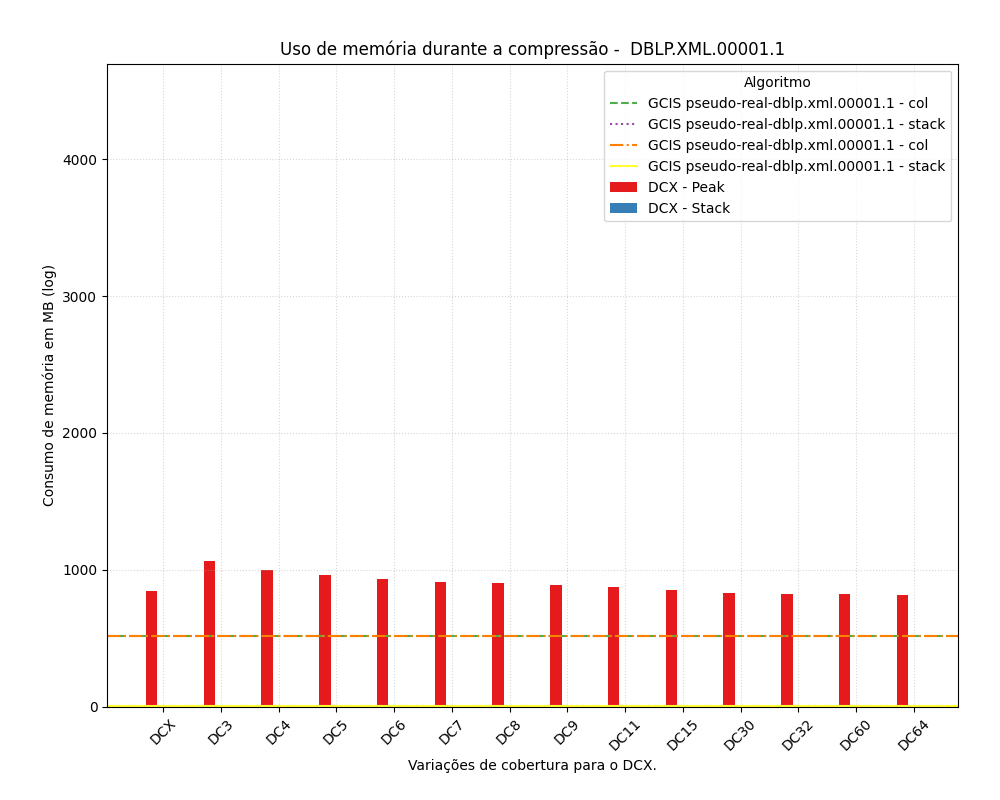 Uso de memória durante a compressão -  DBLP.XML.00001.1
Algoritmo
GCIS pseudo-real-dblp.xml.00001.1 - col
GCIS pseudo-real-dblp.xml.00001.1 - stack
GCIS pseudo-real-dblp.xml.00001.1 - col
GCIS pseudo-real-dblp.xml.00001.1 - stack
DCX - Peak
DCX - Stack
Consumo de memória em MB (log)
4000
3000
2000
1000
0
DCX DC3 DC4 DC5 DC6 DC7 DC8 DC9 DC11 DC15 DC30 DC32 DC60 DC64
Variações de cobertura para o DCX.